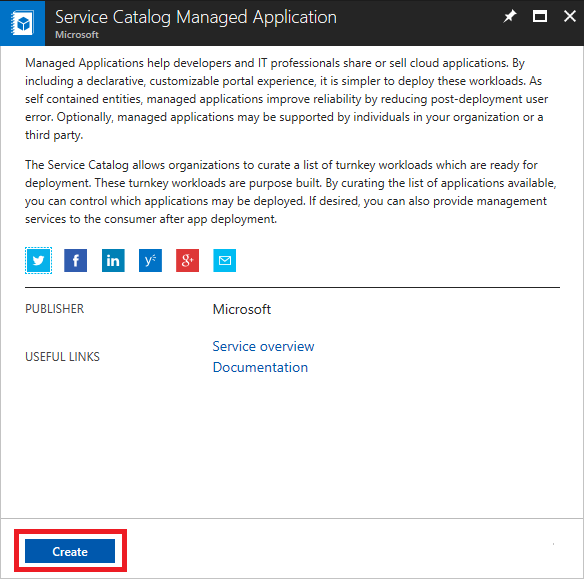 Service Catalog Managed Application
Microsoft
Managed Applications help developers and IT professionals share or sell cloud applications. By
including a declarative, customizable portal experience, it is simpler to deploy these workloads. As
self contained entities, managed applications improve reliability by reducing post-deployment user
error. Optionally, managed applications may be supported by individuals in your organization or a
third party.
The Service Catalog allows organizations to curate a list of turnkey workloads which are ready for
deployment. These turnkey workloads are purpose built. By curating the list of applications available,
you can control which applications may be deployed. If desired, you can also provide management
services to the consumer after app deployment.
f in y g+
PUBLISHER Microsoft
USEFUL LINKS
Service overview
Documentation
Create